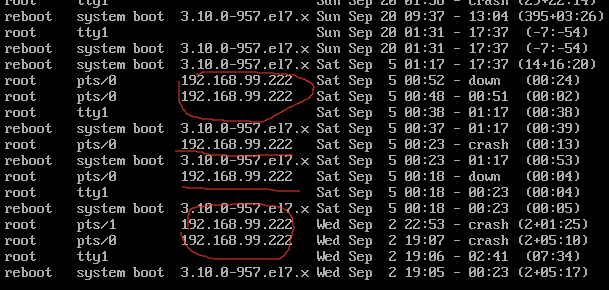 root tty1 Sun Sep 20 01:38 - crash (25+22:14)
reboot system boot 3.10.0-957.el7.x Sun Sep 20 09:37 - 13:04 (395+03:26)
root tty1 Sun Sep 20 01:31 - 17:37 (-7:-54)
reboot system boot 3.10.0-957.el7.x Sun Sep 20 01:31 - 17:37 (-7:-54)
reboot system boot 3.10.0-957.el7.x Sat Sep 5 01:17 - 17:37 (14+16:20)
root pts/0 192.168.99.222 Sat Sep 5 00:52 - down (00:24)
root pts/0 192.168.99.222 Sat Sep 5 00:48 - 00:51 (00:02)
root tty1 Sat Sep 5 00:38 - 01:17 (00:38)
reboot system boot 3.10.0-957.el7.x Sat Sep 5 00:37 - 01:17 (00:39)
root pts/0 192.168.99.222 Sat Sep 5 00:23 - crash (00:13)
reboot system boot 3.10.0-957.el7.x Sat Sep 5 00:23 - 01:17 (00:53)
root pts/0 192.168.99.222 Sat Sep 5 00:18 - down (00:04)
root tty1 Sat Sep 5 00:18 - 00:23 (00:04)
reboot system boot 3.10.0-957.el7.x Sat Sep 5 00:18 - 00:23 (00:05)
root pts/1 192.168.99.222 Wed Sep 2 22:53 - crash (2+01:25)
root pts/0 192.168.99.222 Wed Sep 2 19:07 - crash (2+05:10)
root tty1 Wed Sep 2 19:06 - 02:41 (07:34)
reboot system boot 3.10.0-957.el7.x Wed Sep 2 19:05 - 00:23 (2+05:17)